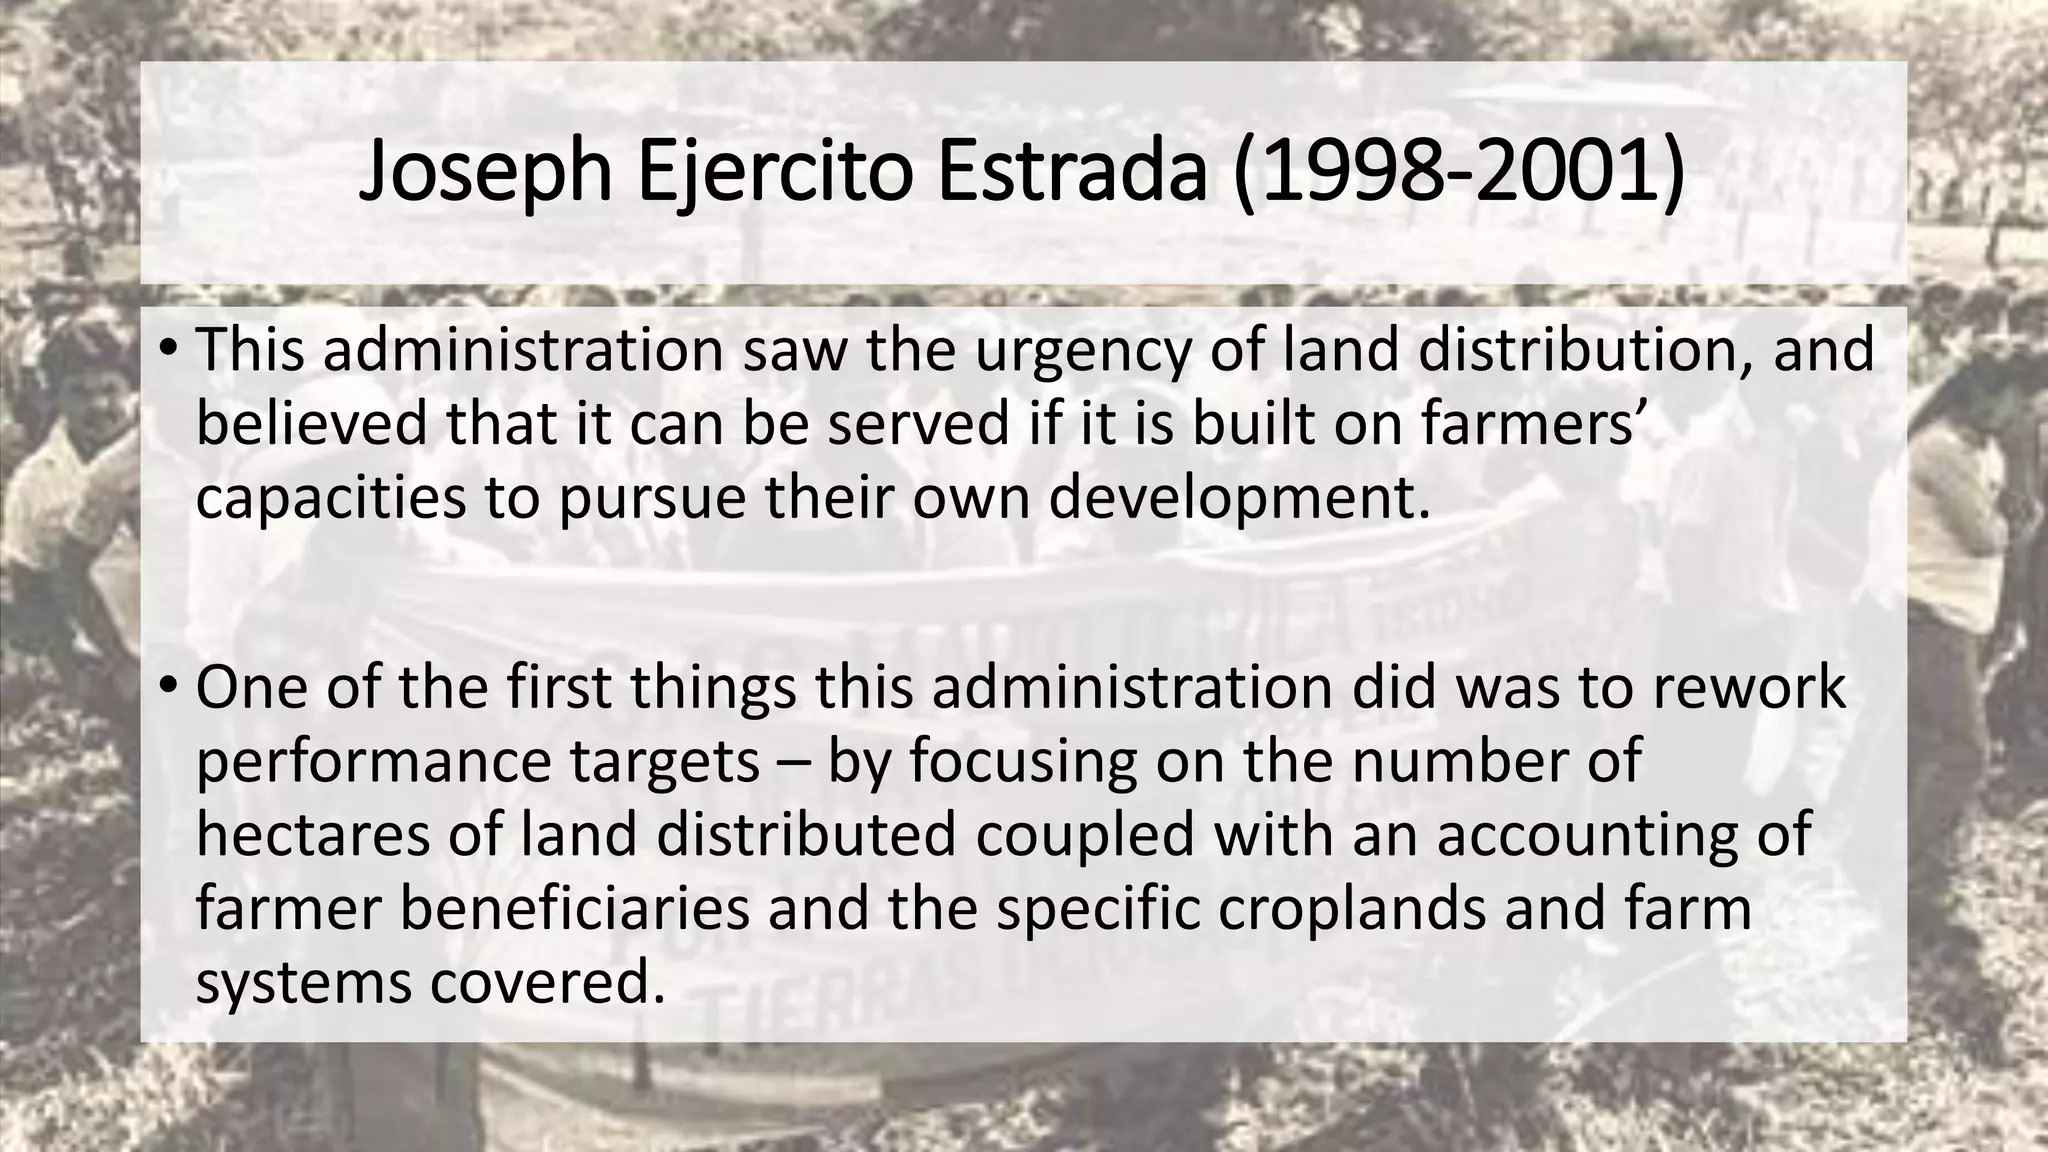 Joseph Ejercito Estrada (1998-2001)
• This administration saw the urgency of land distribution, and
believed that it can be served if it is built on farmers’
capacities to pursue their own development.
• One of the first things this administration did was to rework
performance targets – by focusing on the number of
hectares of land distributed coupled with an accounting of
farmer beneficiaries and the specific croplands and farm
systems covered.